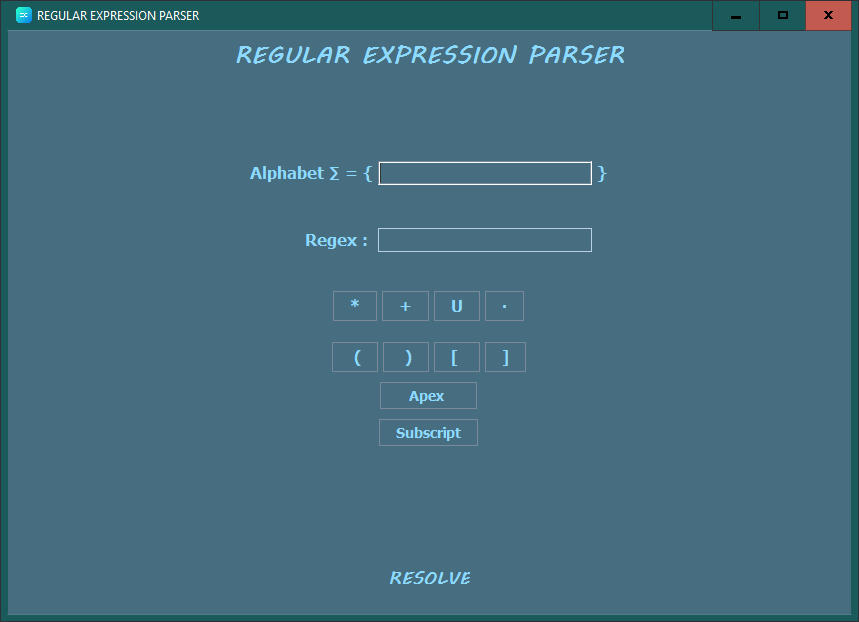 REGULAR EXPRESSION PARSER
REGULAR EXPRESSION PARSER
Alphabet Σ = { }
Regex :
* + U ·
( ) [ ]
Apex
Subscript
RESOLVE